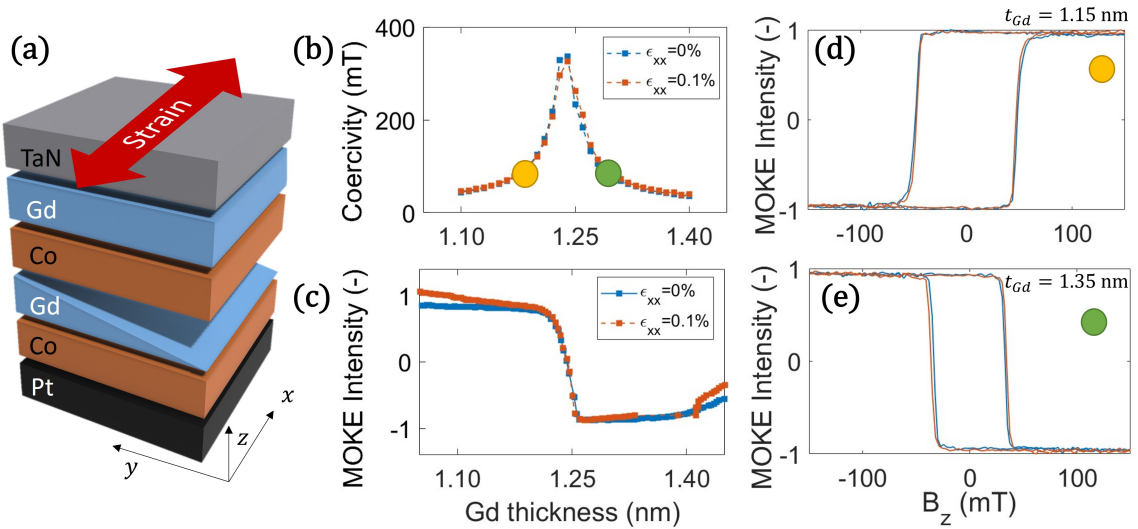 (a)
Strain
TaN
Gd
Co
Gd
Co
Pt
x
z
y
(b)
Coercivity (mT)
400
200
0
1.10
1.25
1.40
ϵxx=0%
ϵxx=0.1%
(c)
MOKE Intensity (-)
1
0
-1
1.10
1.25
1.40
Gd thickness (nm)
ϵxx=0%
ϵxx=0.1%
(d)
tGd = 1.15 nm
MOKE Intensity (-)
1
0
-1
-100
0
100
(e)
tGd = 1.35 nm
MOKE Intensity (-)
1
0
-1
-100
0
100
Bz (mT)